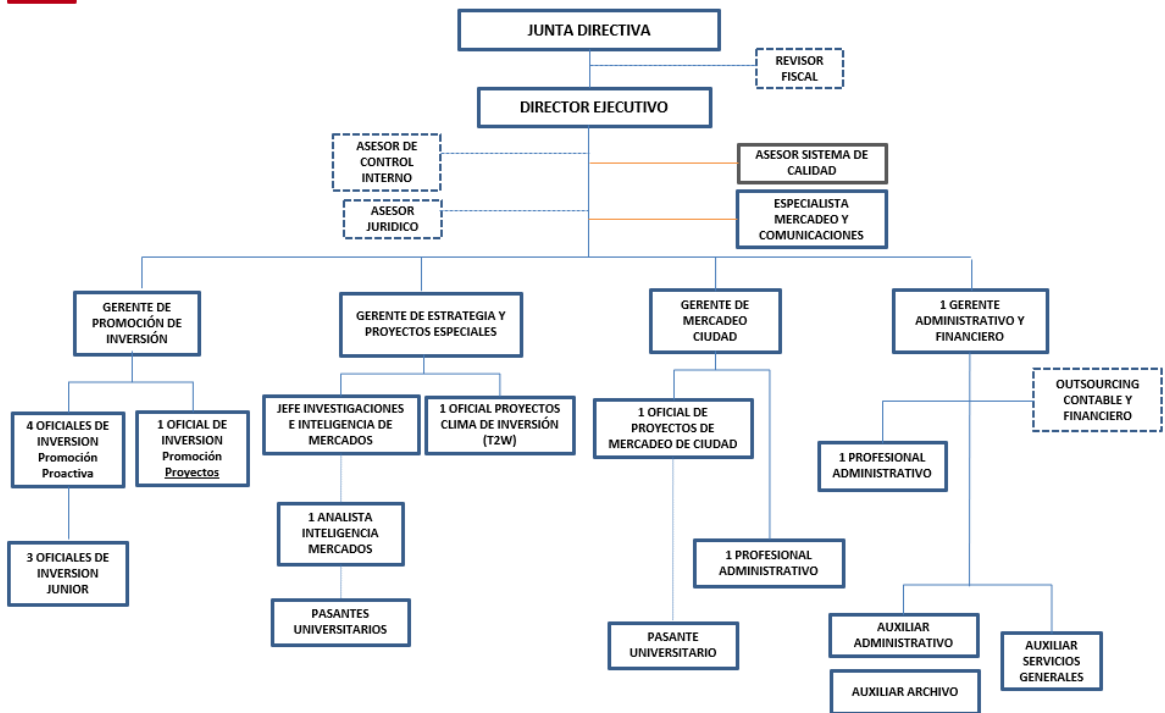 JUNTA DIRECTIVA
REVISOR
FISCAL
DIRECTOR EJECUTIVO
ASESOR DE
CONTROL
INTERNO
ASESOR SISTEMA DE
CALIDAD
ASESOR
JURIDICO
ESPECIALISTA
MERCADEO Y
COMUNICACIONES
GERENTE DE
PROMOCIÓN DE
INVERSIÓN
GERENTE DE ESTRATEGIA Y
PROYECTOS ESPECIALES
GERENTE DE
MERCADEO
CIUDAD
1 GERENTE
ADMINISTRATIVO Y
FINANCIERO
OUTSOURCING
CONTABLE Y
FINANCIERO
4 OFICIALES DE
INVERSION
Promoción
Proactiva
1 OFICIAL DE
INVERSION
Promoción
Proyectos
JEFE INVESTIGACIONES
E INTELIGENCIA DE
MERCADOS
1 OFICIAL PROYECTOS
CLIMA DE INVERSIÓN
(T2W)
1 OFICIAL DE
PROYECTOS DE
MERCADEO DE CIUDAD
1 PROFESIONAL
ADMINISTRATIVO
3 OFICIALES DE
INVERSION
JUNIOR
1 ANALISTA
INTELIGENCIA
MERCADOS
1 PROFESIONAL
ADMINISTRATIVO
PASANTES
UNIVERSITARIOS
PASANTE
UNIVERSITARIO
AUXILIAR
ADMINISTRATIVO
AUXILIAR
SERVICIOS
GENERALES
AUXILIAR ARCHIVO